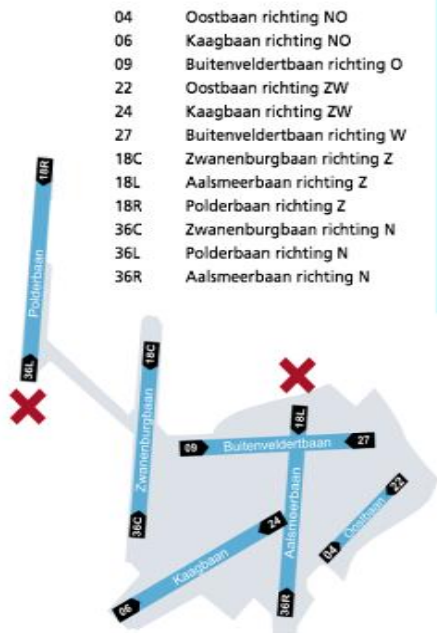 04 Oostbaan richting NO
06 Kaagbaan richting NO
09 Buitenveldertbaan richting O
22 Oostbaan richting ZW
24 Kaagbaan richting ZW
27 Buitenveldertbaan richting W
18C Zwanenburgbaan richting Z
18L Aalsmeerbaan richting Z
18R Polderbaan richting Z
36C Zwanenburgbaan richting N
36L Polderbaan richting N
36R Aalsmeerbaan richting N
18R
Polderbaan
36L
18C
Zwanenburgbaan
36C
18L
Aalsmeerbaan
36R
09 Buitenveldertbaan 27
22
Oostbaan
04
24
Kaagbaan
06